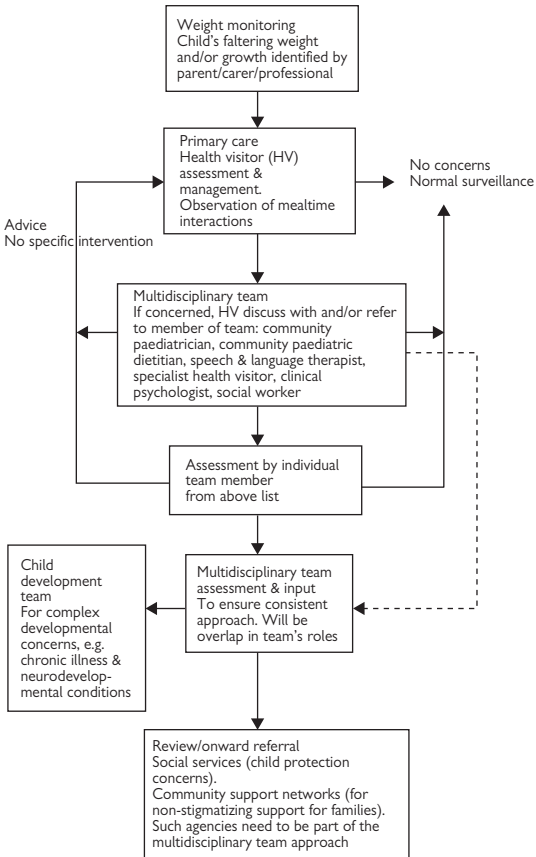 Weight monitoring
Child's faltering weight
and/or growth identified by
parent/carer/professional
Primary care
Health visitor (HV)
assessment &
management.
Observation of mealtime
interactions
No concerns
Normal surveillance
Advice
No specific intervention
Multidisciplinary team
If concerned, HV discuss with and/or refer
to member of team: community
paediatrician, community paediatric
dietitian, speech & language therapist,
specialist health visitor, clinical
psychologist, social worker
Assessment by individual
team member
from above list
Child
development
team
For complex
developmental
concerns, e.g.
chronic illness &
neurodevelop-
mental conditions
Multidisciplinary team
assessment & input
To ensure consistent
approach. Will be
overlap in team's roles
Review/onward referral
Social services (child protection
concerns).
Community support networks (for
non-stigmatizing support for families).
Such agencies need to be part of the
multidisciplinary team approach